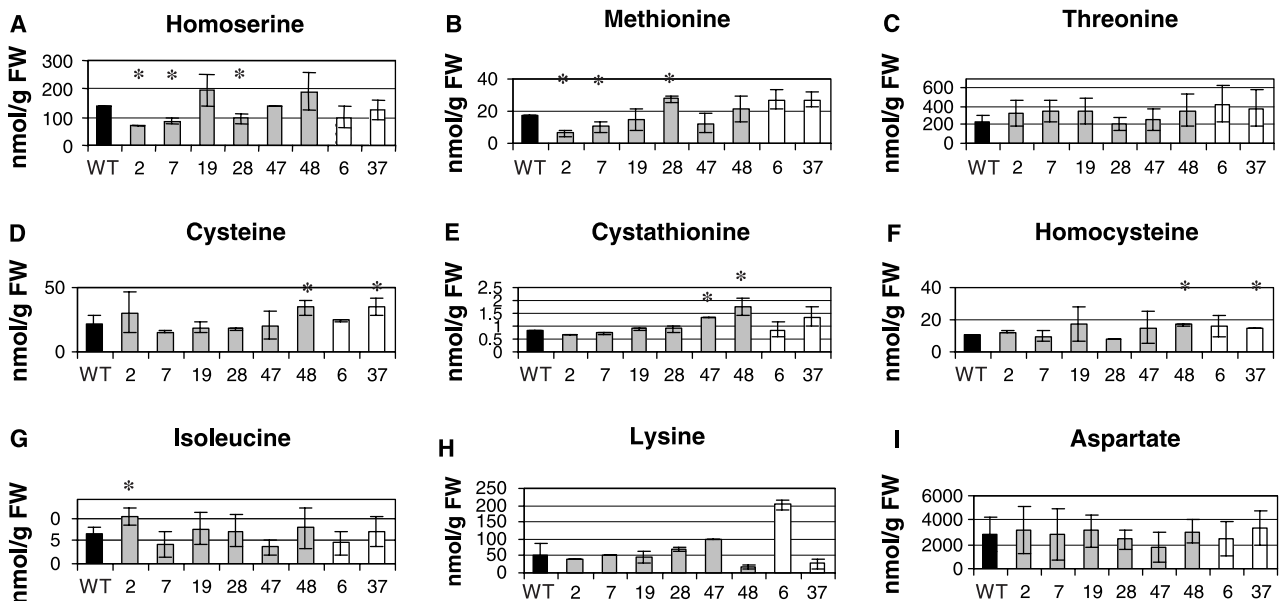 A Homoserine
nmol/g FW
300
200
100
0
* * *
WT 2 7 19 28 47 48 6 37
B Methionine
nmol/g FW
40
20
0
* * *
WT 2 7 19 28 47 48 6 37
C Threonine
nmol/g FW
600
400
200
0
WT 2 7 19 28 47 48 6 37
D Cysteine
nmol/g FW
50
0
* *
WT 2 7 19 28 47 48 6 37
E Cystathionine
nmol/g FW
2.5
2
1.5
1
0.5
0
* *
WT 2 7 19 28 47 48 6 37
F Homocysteine
nmol/g FW
40
20
0
* *
WT 2 7 19 28 47 48 6 37
G Isoleucine
nmol/g FW
0
5
0
*
WT 2 7 19 28 47 48 6 37
H Lysine
nmol/g FW
250
200
150
100
50
0
WT 2 7 19 28 47 48 6 37
I Aspartate
nmol/g FW
6000
4000
2000
0
WT 2 7 19 28 47 48 6 37